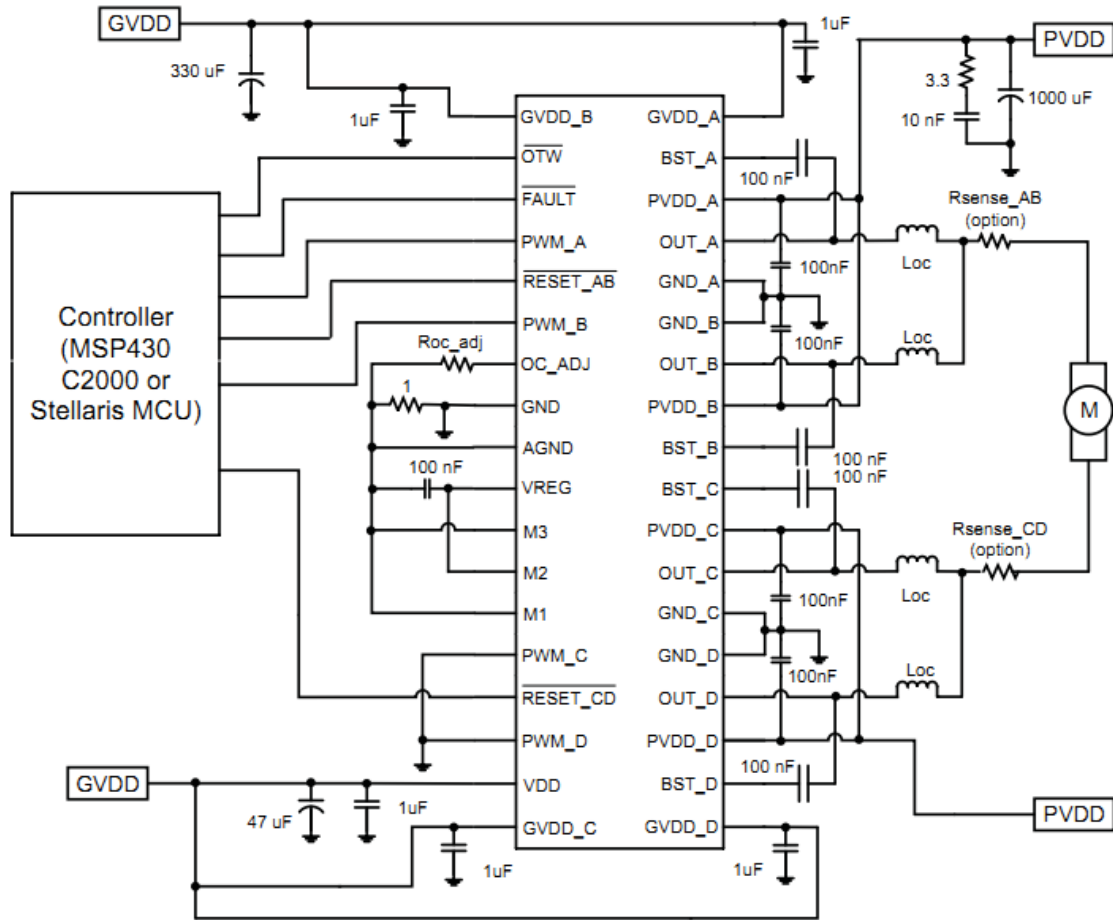 GVDD
1uF
PVDD
330 uF
3.3
1000 uF
1uF
10 nF
GVDD_B
GVDD_A
OTW
BST_A
100 nF
FAULT
PVDD_A
Rsense_AB
(option)
PWM_A
OUT_A
Loc
100nF
RESET_AB
GND_A
Controller
(MSP430
C2000 or
Stellaris MCU)
PWM_B
GND_B
100nF
Roc_adj
OC_ADJ
OUT_B
Loc
1
GND
PVDD_B
M
AGND
BST_B
100 nF
100 nF
100 nF
VREG
BST_C
M3
PVDD_C
Rsense_CD
(option)
M2
OUT_C
Loc
100nF
M1
GND_C
PWM_C
GND_D
100nF
Loc
RESET_CD
OUT_D
PWM_D
PVDD_D
100 nF
GVDD
VDD
BST_D
47 uF
1uF
PVDD
GVDD_C
GVDD_D
1uF
1uF